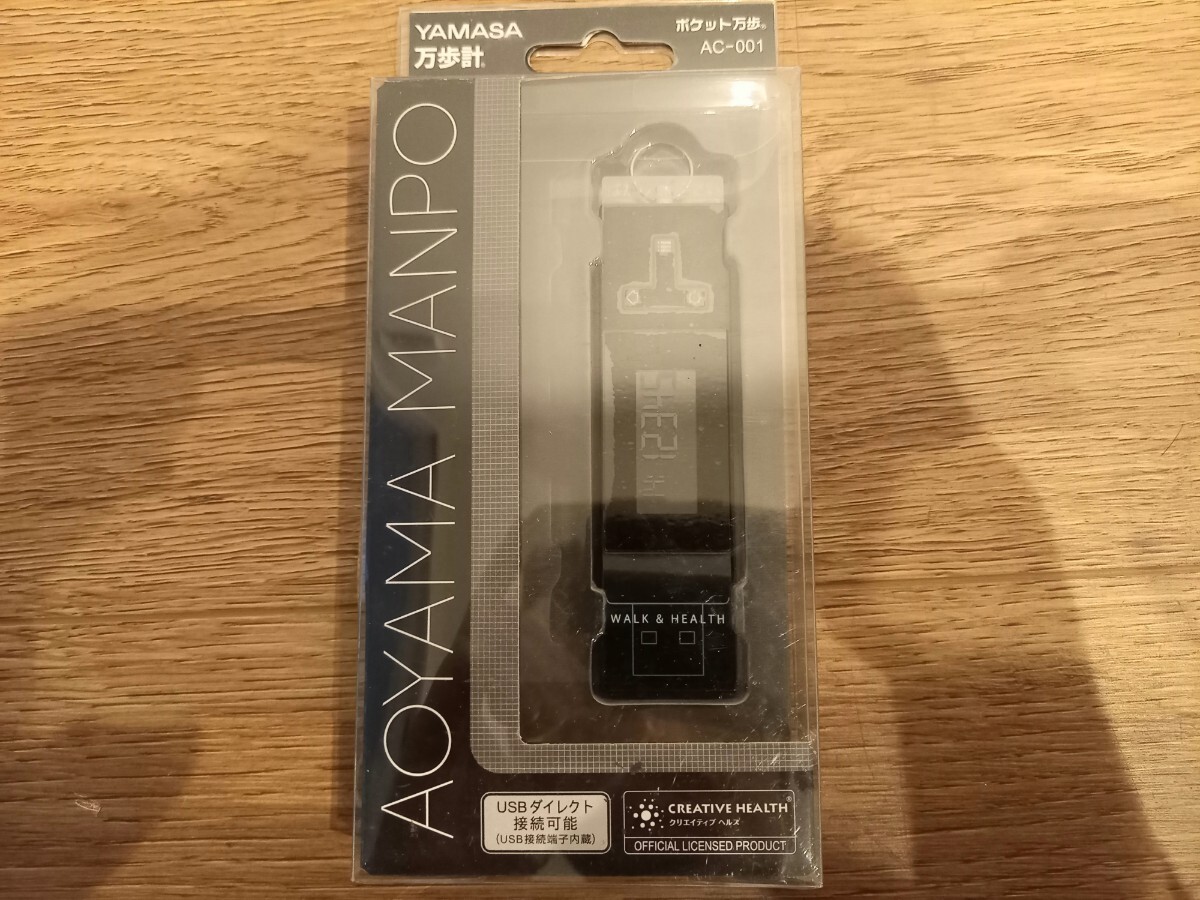 YAMASA
万歩計®
ポケット万歩®
AC-001
AOYAMA MANPO
12345
WALK & HEALTH
USBダイレクト
接続可能
(USB接続端子内蔵)
CREATIVE HEALTH®
クリエイティブ ヘルス
OFFICIAL LICENSED PRODUCT